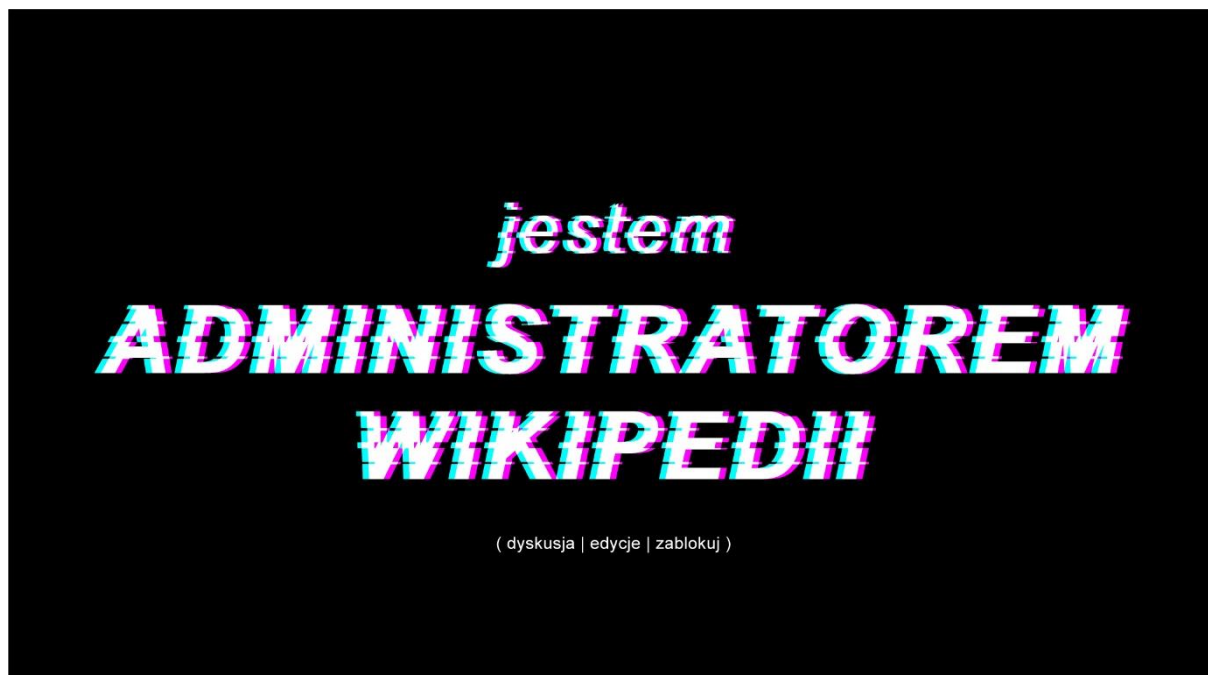 jestem
ADMINISTRATOREM
WIKIPEDII
( dyskusja | edycje | zablokuj )